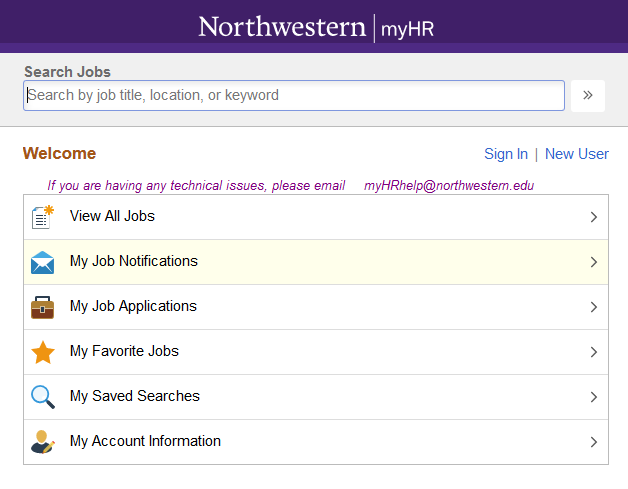 Northwestern | myHR
Search Jobs
Search by job title, location, or keyword
»
Welcome
Sign In | New User
If you are having any technical issues, please email myHRhelp@northwestern.edu
View All Jobs
My Job Notifications
My Job Applications
My Favorite Jobs
My Saved Searches
My Account Information